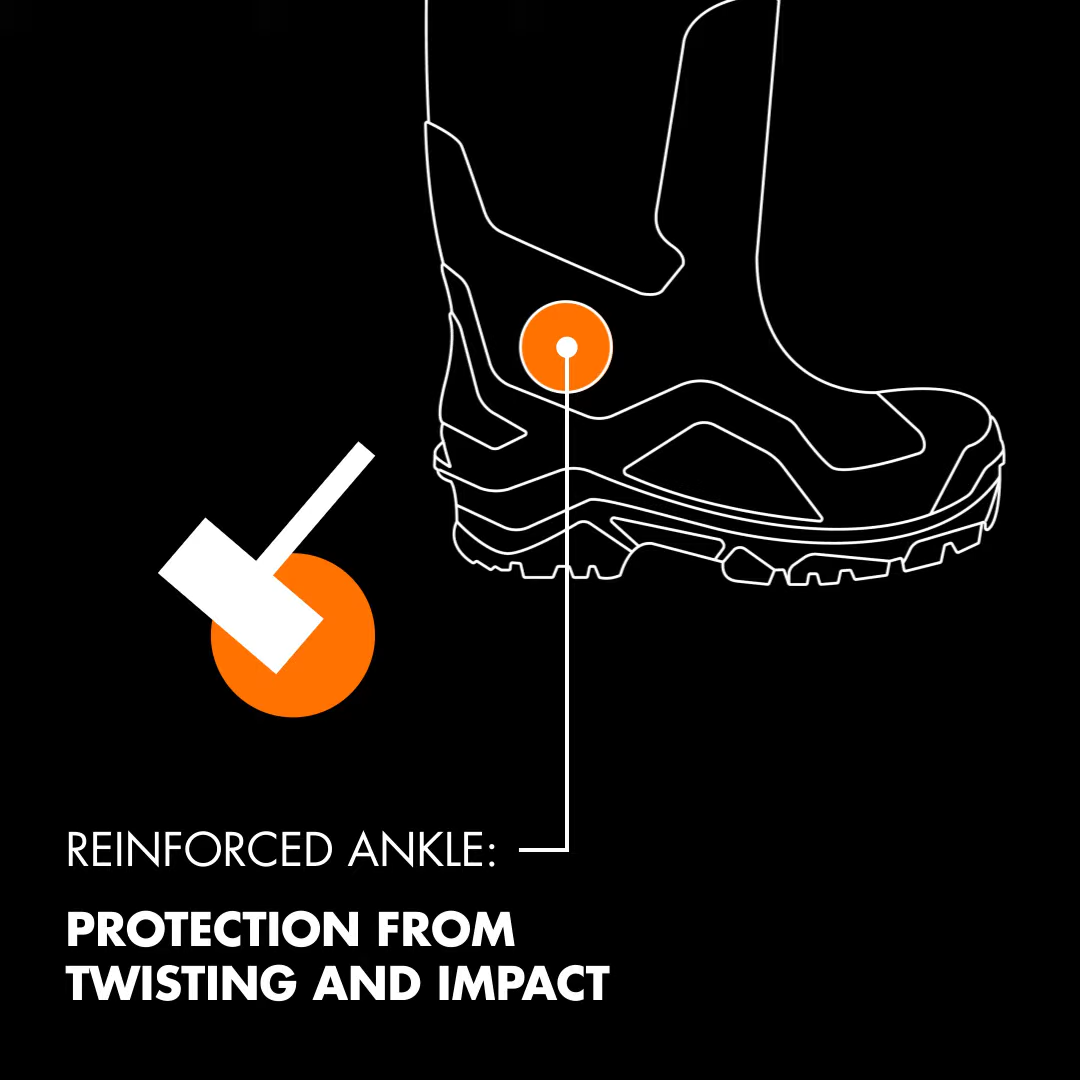 REINFORCED ANKLE:
PROTECTION FROM
TWISTING AND IMPACT